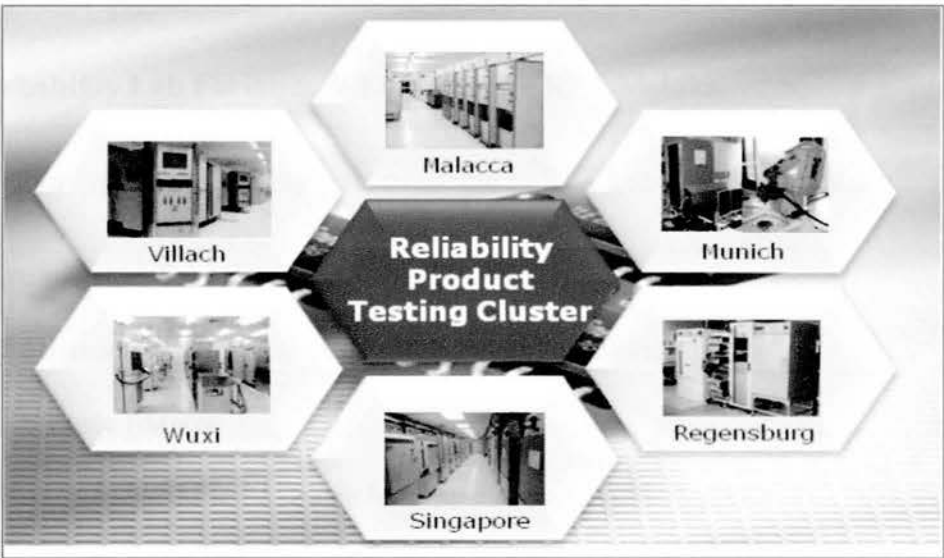 Malacca
Villach
Munich
Reliability
Product
Testing Cluster
Wuxi
Regensburg
Singapore